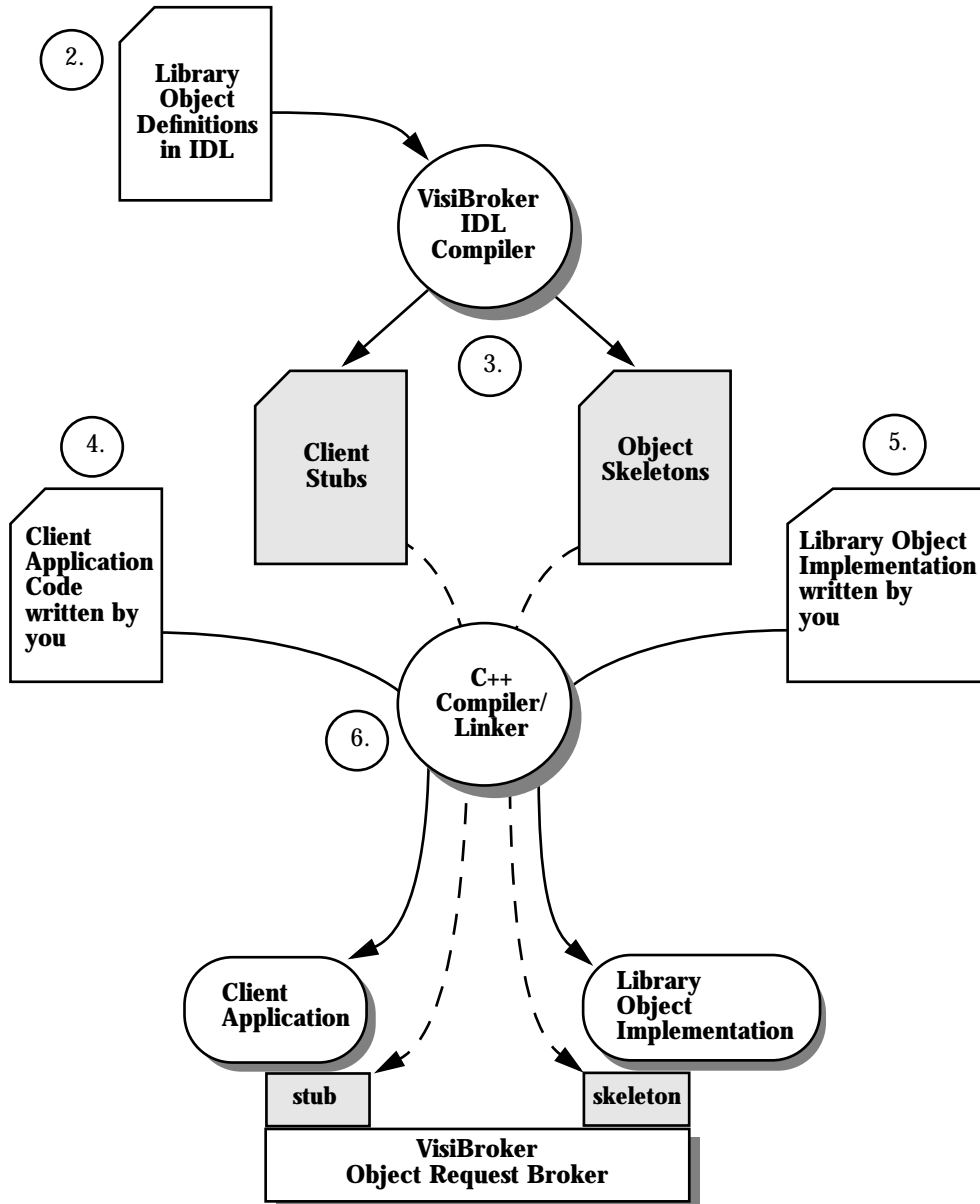 2.
Library
Object
Definitions
in IDL
VisiBroker
IDL
Compiler
3.
Client
Stubs
Object
Skeletons
4.
5.
Client
Application
Code
written by
you
Library Object
Implementation
written by
you
C++
Compiler/
Linker
6.
Client
Application
Library
Object
Implementation
stub
skeleton
VisiBroker
Object Request Broker